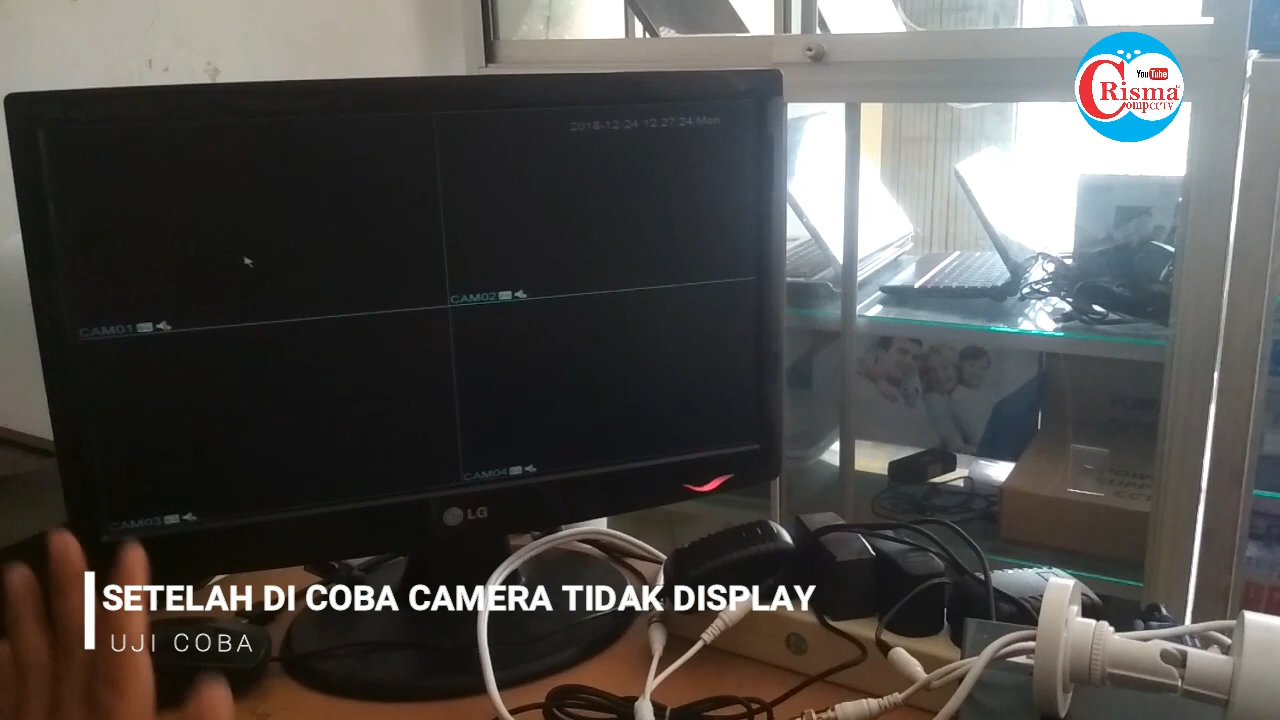 YouTube
CRisma
CompCCTV
2018-12-24 12:27:24 Mon
CAM02
CAM01
CAM04
CAM03
LG
SETELAH DI COBA CAMERA TIDAK DISPLAY
UJI COBA